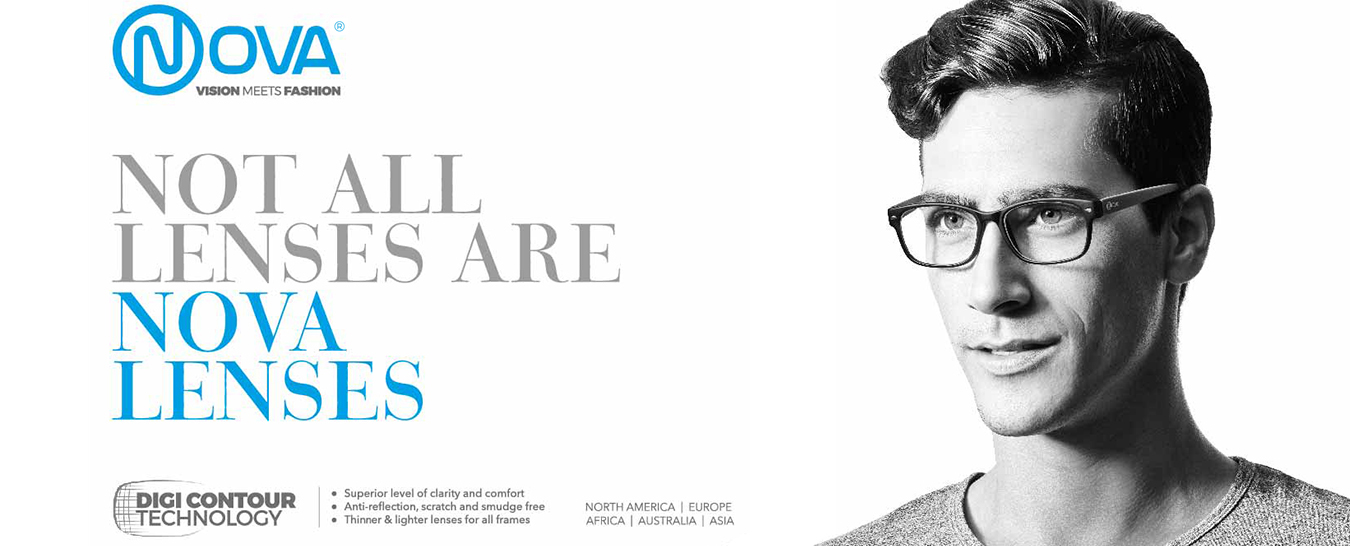 NOVA®
VISION MEETS FASHION
NOT ALL
LENSES ARE
NOVA
LENSES
DIGI CONTOUR
TECHNOLOGY
• Superior level of clarity and comfort
• Anti-reflection, scratch and smudge free
• Thinner & lighter lenses for all frames
NORTH AMERICA | EUROPE
AFRICA | AUSTRALIA | ASIA